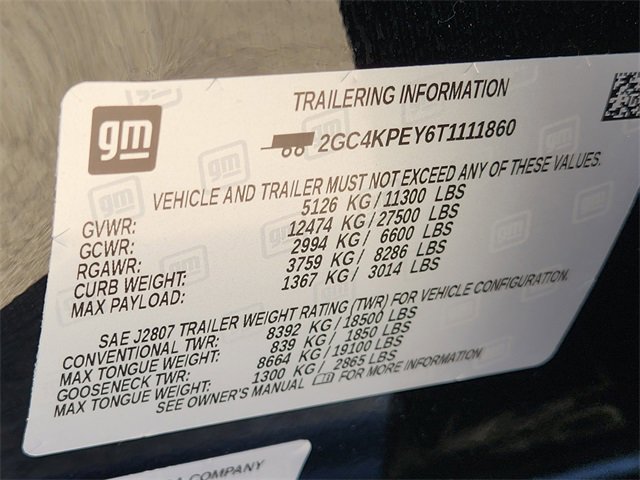 gm
TRAILERING INFORMATION
2GC4KPEY6T1111860
VEHICLE AND TRAILER MUST NOT EXCEED ANY OF THESE VALUES.
GVWR: 5126 KG/11300 LBS
GCWR: 12474 KG/27500 LBS
RGAWR: 2994 KG/ 6600 LBS
CURB WEIGHT: 3759 KG/ 8286 LBS
MAX PAYLOAD: 1367 KG/ 3014 LBS
SAE J2807 TRAILER WEIGHT RATING (TWR) FOR VEHICLE CONFIGURATION.
CONVENTIONAL TWR: 8392 KG/18500 LBS
MAX TONGUE WEIGHT: 839 KG/ 1850 LBS
GOOSENECK TWR: 8664 KG/19100 LBS
MAX TONGUE WEIGHT: 1300 KG/ 2865 LBS
SEE OWNER'S MANUAL FOR MORE INFORMATION
COMPANY